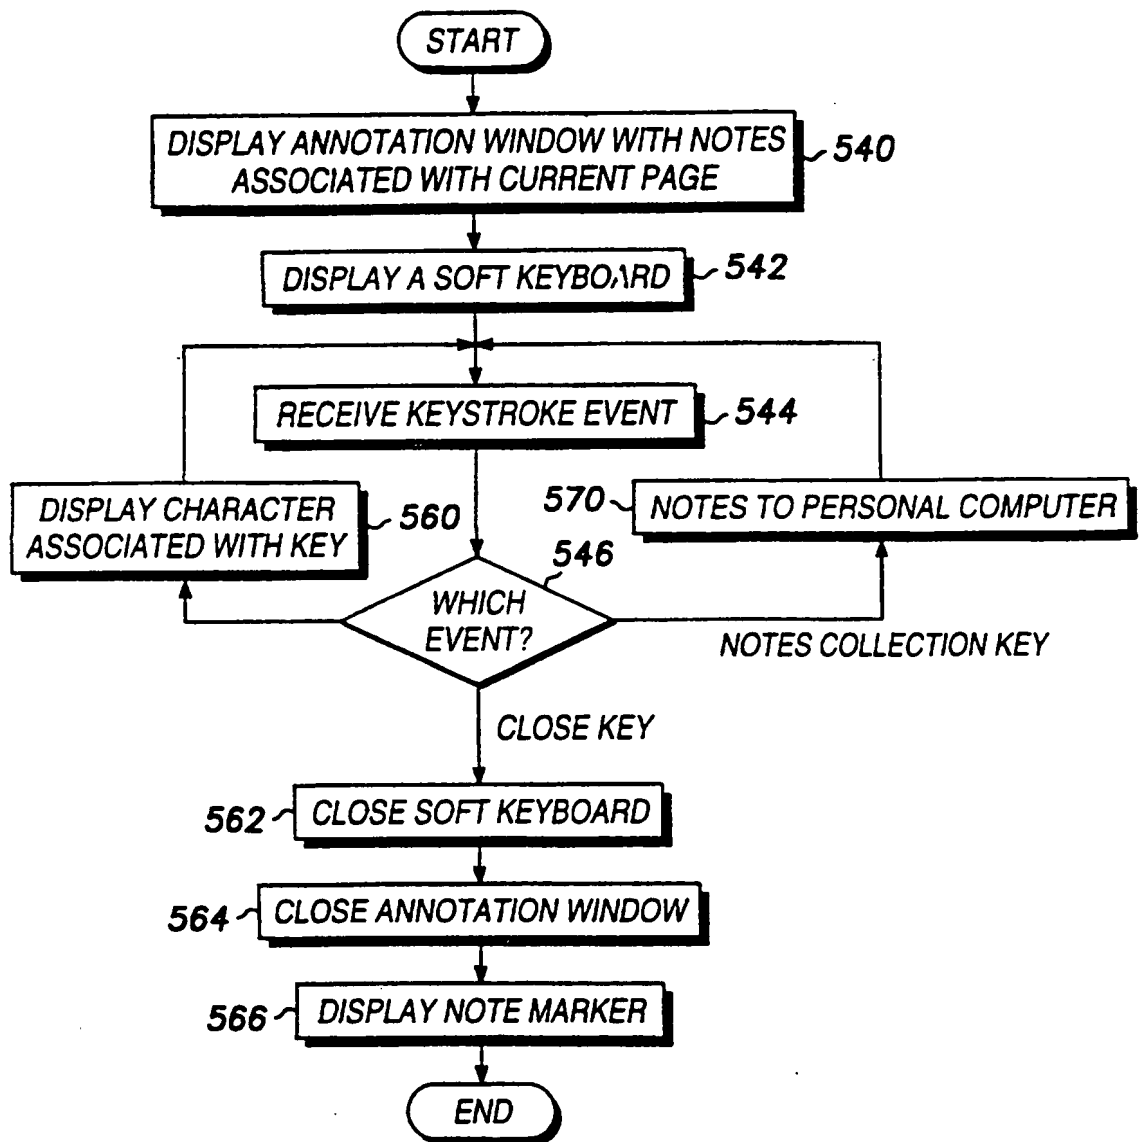 START
DISPLAY ANNOTATION WINDOW WITH NOTES
ASSOCIATED WITH CURRENT PAGE
540
DISPLAY A SOFT KEYBOARD
542
RECEIVE KEYSTROKE EVENT
544
DISPLAY CHARACTER
ASSOCIATED WITH KEY
560
570
NOTES TO PERSONAL COMPUTER
546
WHICH
EVENT?
NOTES COLLECTION KEY
CLOSE KEY
562
CLOSE SOFT KEYBOARD
564
CLOSE ANNOTATION WINDOW
566
DISPLAY NOTE MARKER
END